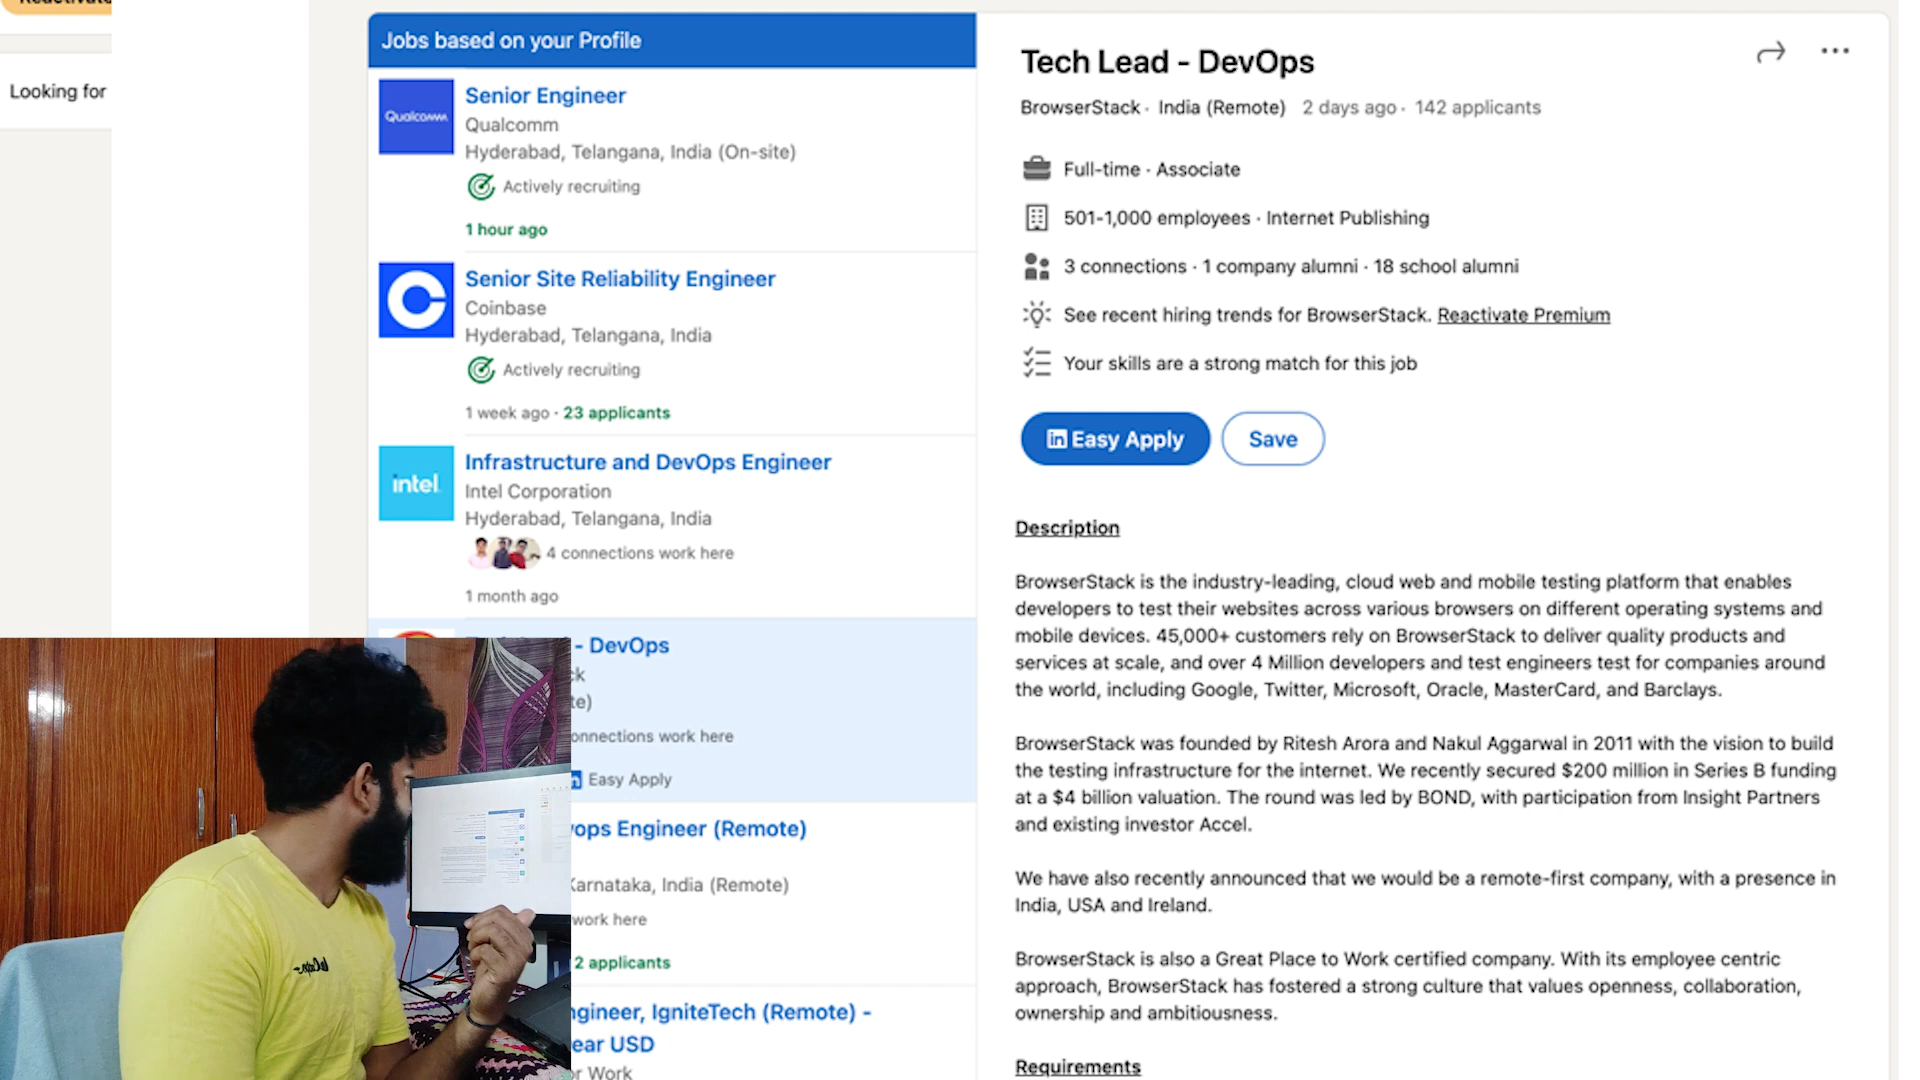 Looking for
Jobs based on your Profile
Qualcomm
Senior Engineer
Qualcomm
Hyderabad, Telangana, India (On-site)
Actively recruiting
1 hour ago
Senior Site Reliability Engineer
Coinbase
Hyderabad, Telangana, India
Actively recruiting
1 week ago · 23 applicants
intel
Infrastructure and DevOps Engineer
Intel Corporation
Hyderabad, Telangana, India
4 connections work here
1 month ago
- DevOps
work here
Easy Apply
Engineer (Remote)
Karnataka, India (Remote)
work here
2 applicants
IgniteTech (Remote) -
USD
Work
Tech Lead - DevOps
BrowserStack · India (Remote) 2 days ago · 142 applicants
Full-time · Associate
501-1,000 employees · Internet Publishing
3 connections · 1 company alumni · 18 school alumni
See recent hiring trends for BrowserStack. Reactivate Premium
Your skills are a strong match for this job
in Easy Apply
Save
Description
BrowserStack is the industry-leading, cloud web and mobile testing platform that enables
developers to test their websites across various browsers on different operating systems and
mobile devices. 45,000+ customers rely on BrowserStack to deliver quality products and
services at scale, and over 4 Million developers and test engineers test for companies around
the world, including Google, Twitter, Microsoft, Oracle, MasterCard, and Barclays.
BrowserStack was founded by Ritesh Arora and Nakul Aggarwal in 2011 with the vision to build
the testing infrastructure for the internet. We recently secured $200 million in Series B funding
at a $4 billion valuation. The round was led by BOND, with participation from Insight Partners
and existing investor Accel.
We have also recently announced that we would be a remote-first company, with a presence in
India, USA and Ireland.
BrowserStack is also a Great Place to Work certified company. With its employee centric
approach, BrowserStack has fostered a strong culture that values openness, collaboration,
ownership and ambitiousness.
Requirements